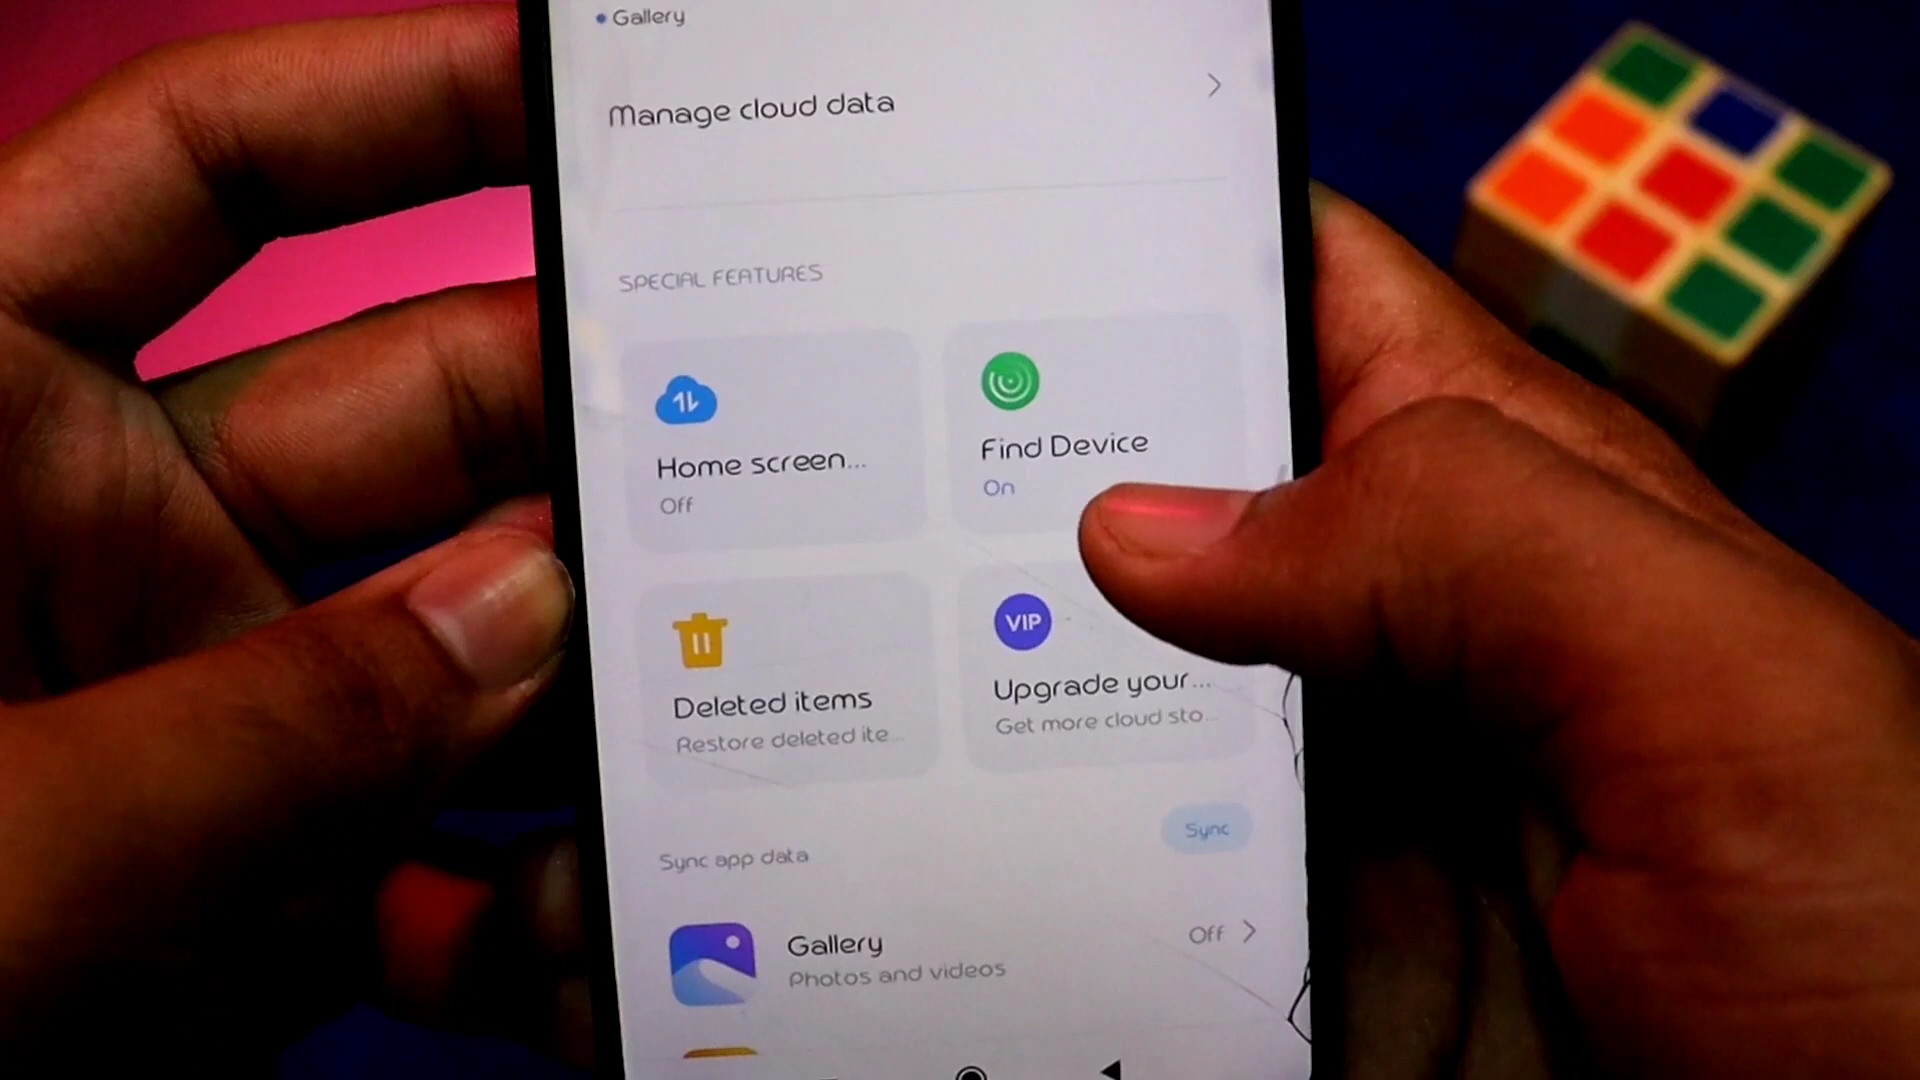 Gallery
Manage cloud data
SPECIAL FEATURES
Home screen...
Off
Find Device
On
Deleted items
Restore deleted ite...
VIP
Upgrade your...
Get more cloud sto...
Sync app data
Sync
Gallery
Off
Photos and videos